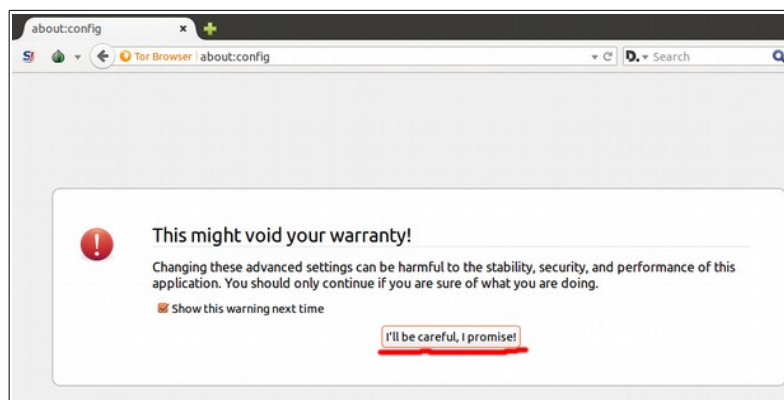 about:config
Tor Browser about:config
Search
This might void your warranty!
Changing these advanced settings can be harmful to the stability, security, and performance of this
application. You should only continue if you are sure of what you are doing.
Show this warning next time
I'll be careful, I promise!